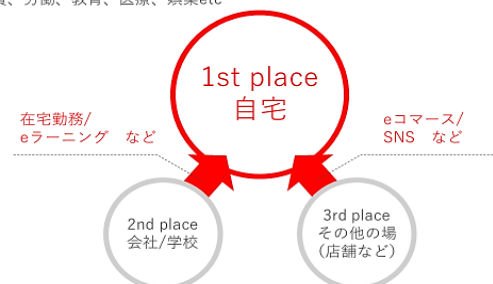 、労働、教育、医療、娯楽etc
1st place
自宅
在宅勤務/
eラーニング など
eコマース/
SNS など
2nd place
会社/学校
3rd place
その他の場
(店舗など)